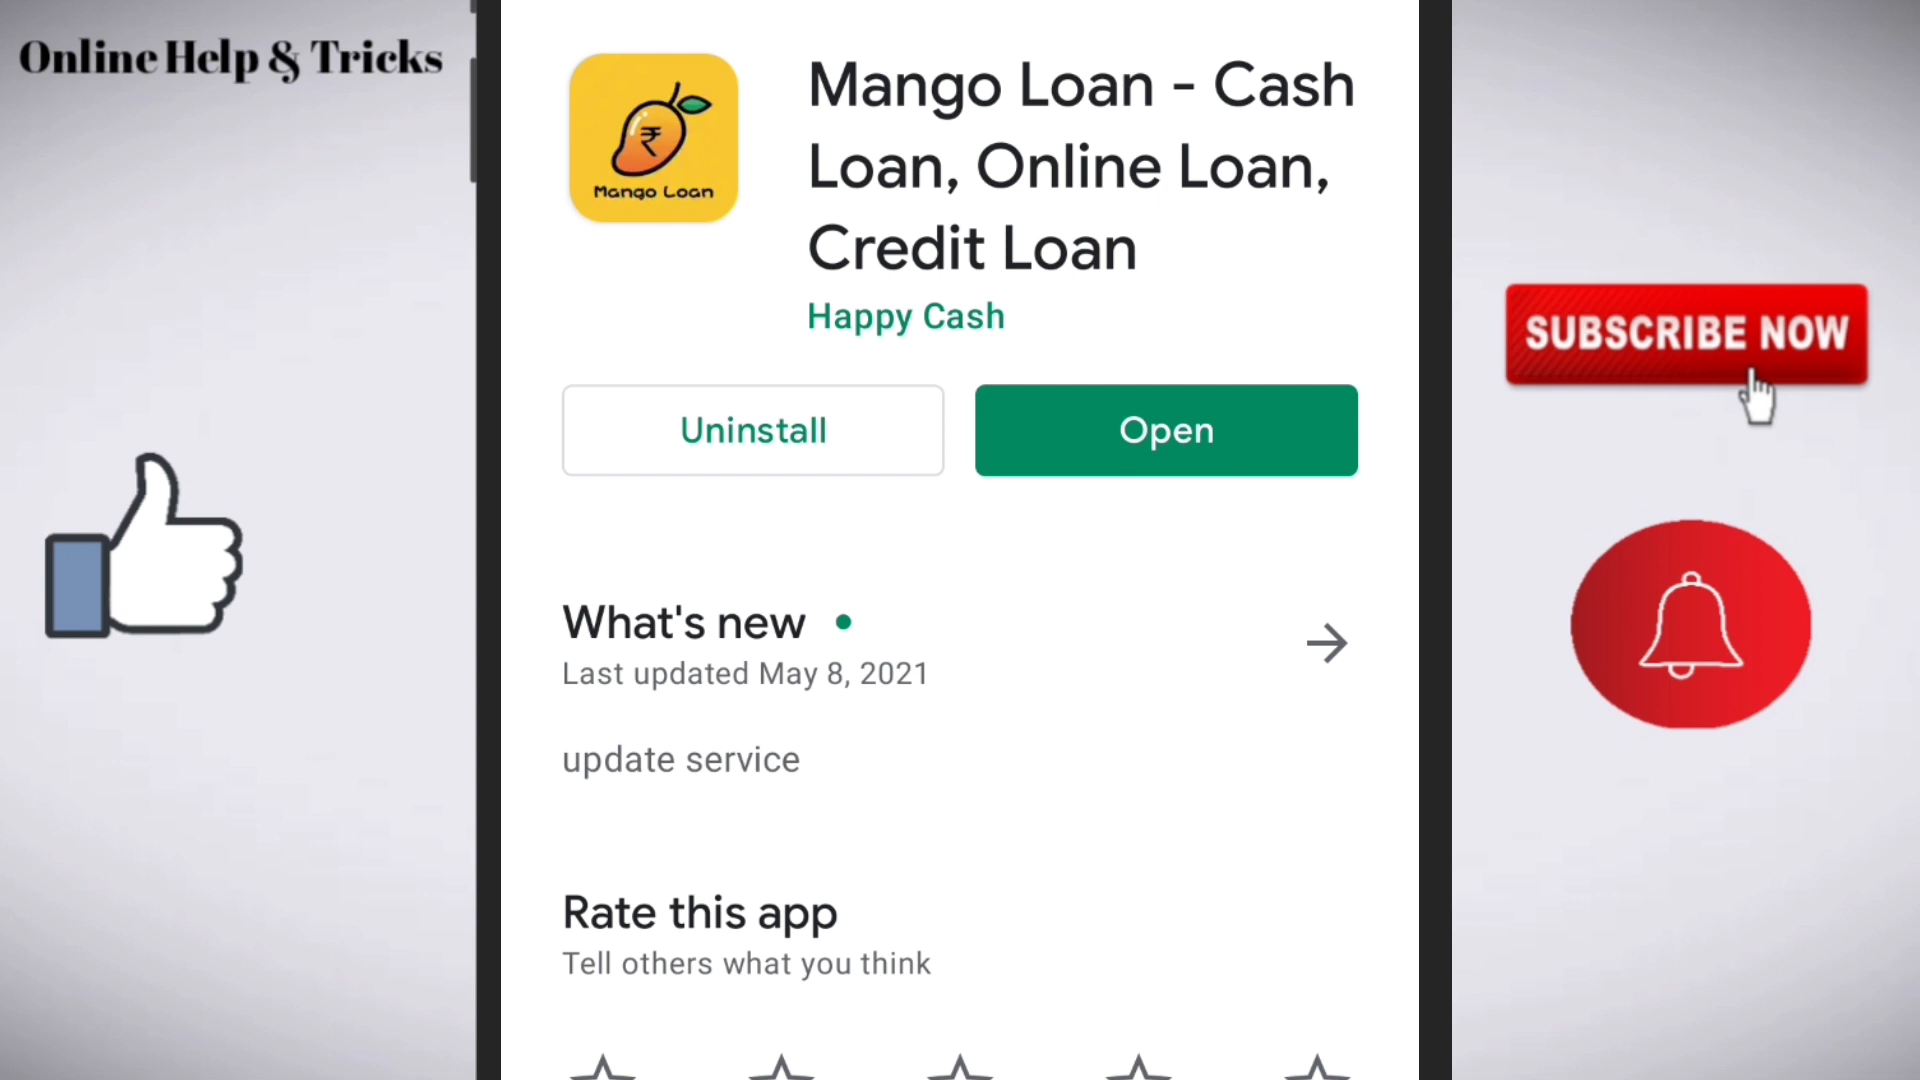 Online Help & Tricks
Mango Loan - Cash
Loan, Online Loan,
Credit Loan
₹
Mango Loan
Happy Cash
Uninstall
Open
SUBSCRIBE NOW
What's new
Last updated May 8, 2021
update service
Rate this app
Tell others what you think